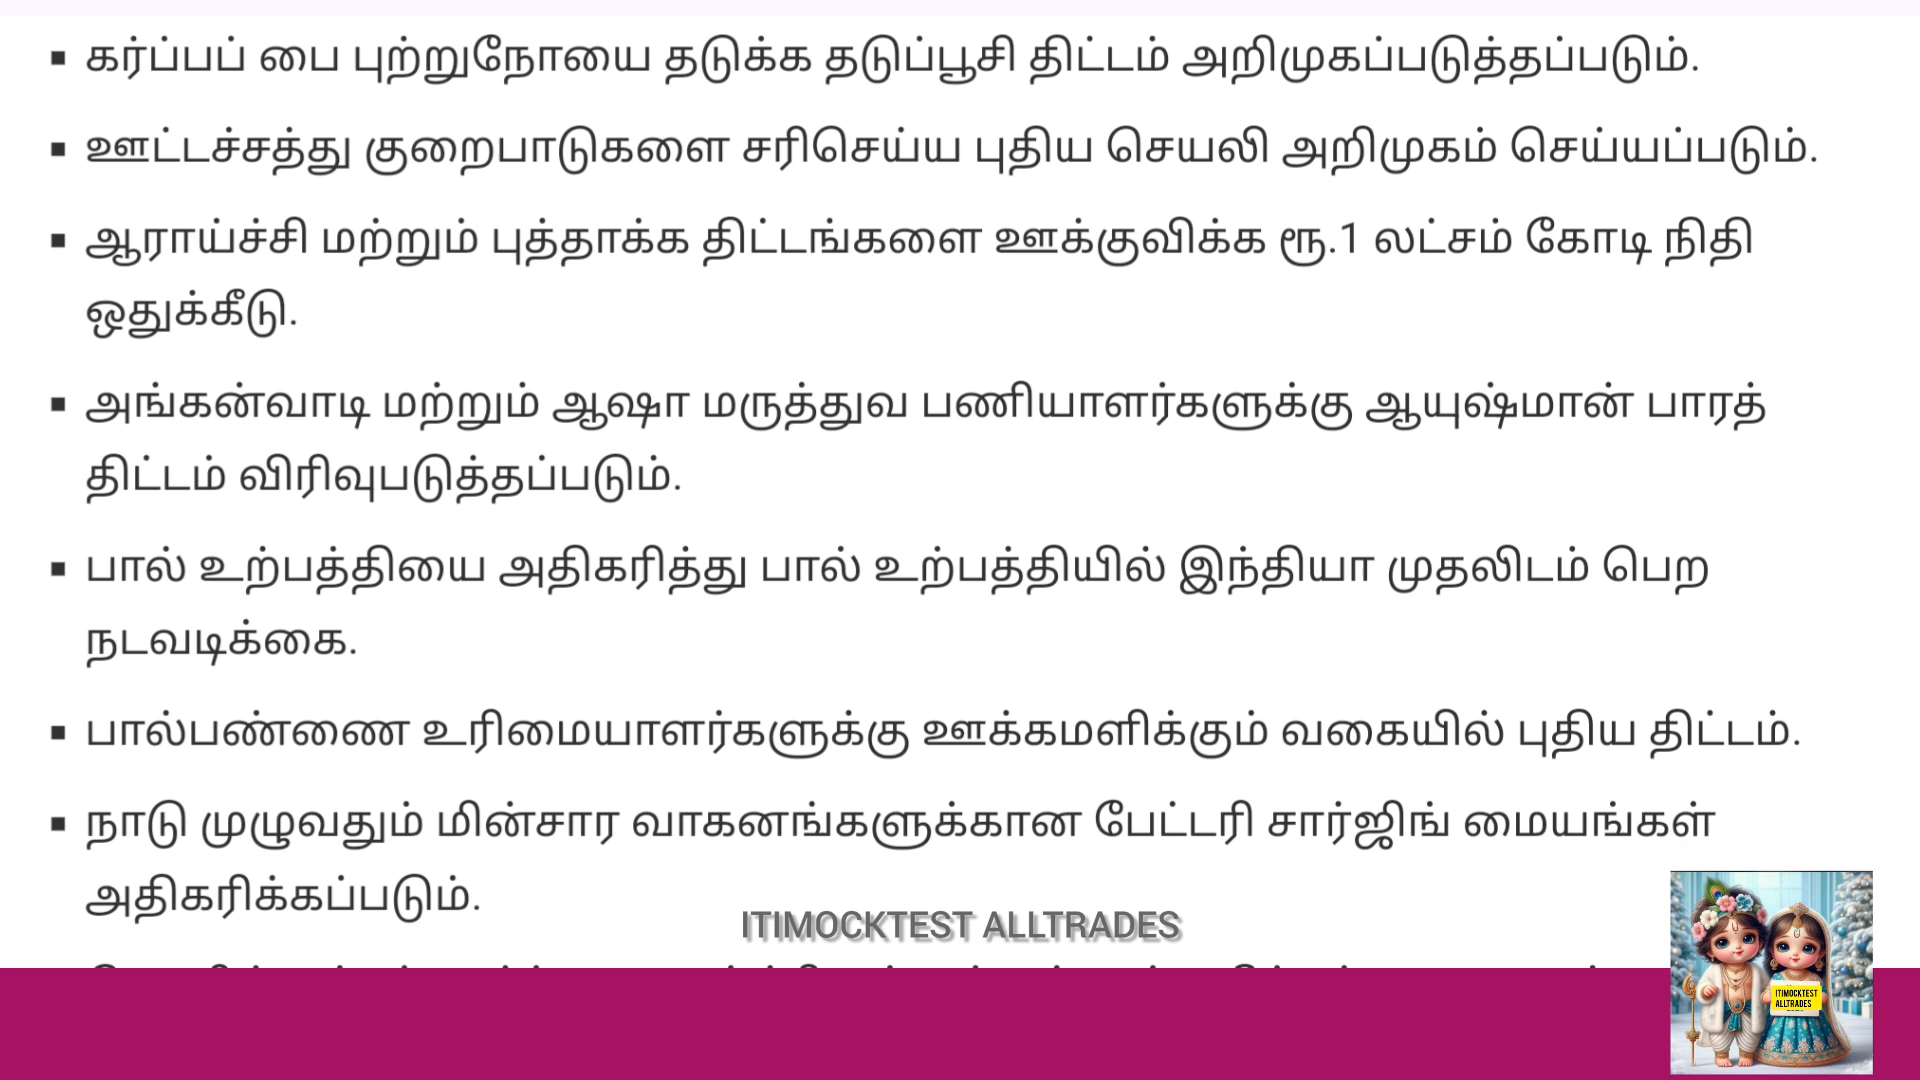 ▪ கர்ப்பப் பை புற்றுநோயை தடுக்க தடுப்பூசி திட்டம் அறிமுகப்படுத்தப்படும்.
▪ ஊட்டச்சத்து குறைபாடுகளை சரிசெய்ய புதிய செயலி அறிமுகம் செய்யப்படும்.
▪ ஆராய்ச்சி மற்றும் புத்தாக்க திட்டங்களை ஊக்குவிக்க ரூ.1 லட்சம் கோடி நிதி
ஒதுக்கீடு.
▪ அங்கன்வாடி மற்றும் ஆஷா மருத்துவ பணியாளர்களுக்கு ஆயுஷ்மான் பாரத்
திட்டம் விரிவுபடுத்தப்படும்.
▪ பால் உற்பத்தியை அதிகரித்து பால் உற்பத்தியில் இந்தியா முதலிடம் பெற
நடவடிக்கை.
▪ பால்பண்ணை உரிமையாளர்களுக்கு ஊக்கமளிக்கும் வகையில் புதிய திட்டம்.
▪ நாடு முழுவதும் மின்சார வாகனங்களுக்கான பேட்டரி சார்ஜிங் மையங்கள்
அதிகரிக்கப்படும்.
ITIMOCKTEST ALLTRADES
ITIMOCKTEST
ALLTRADES